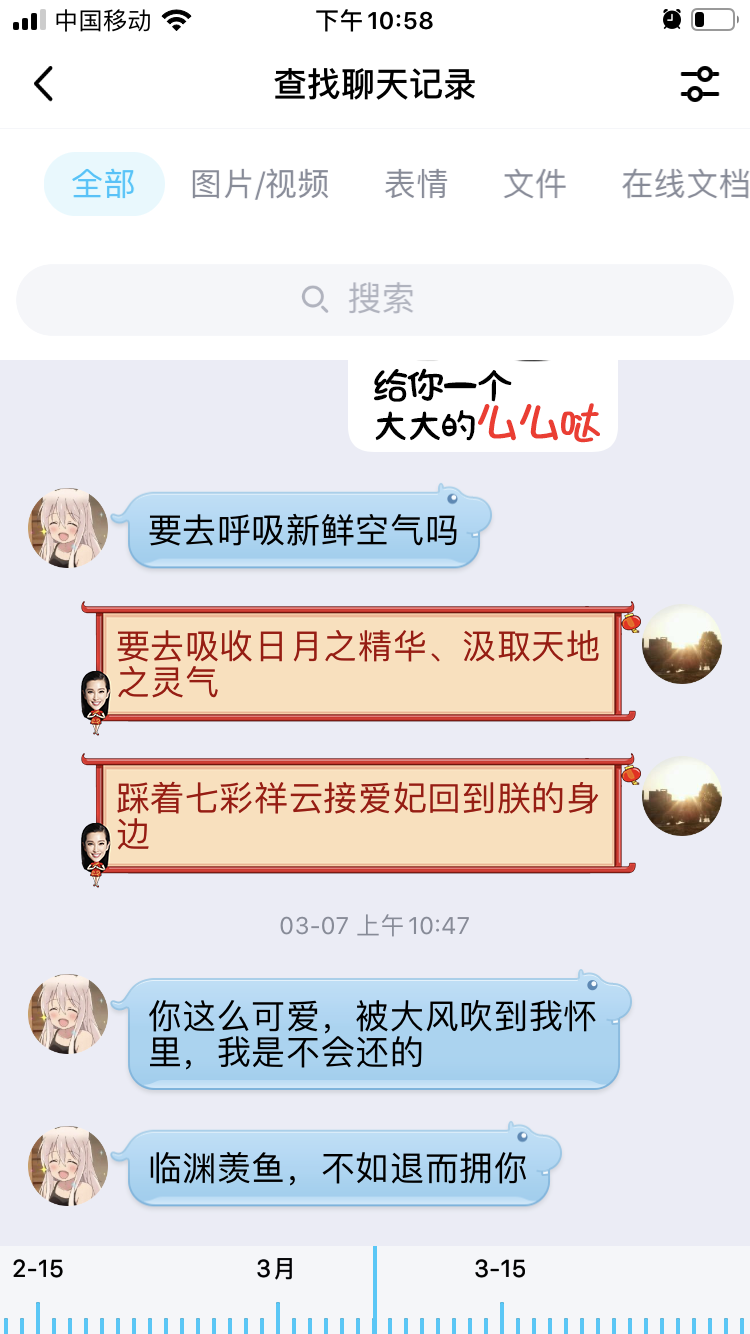 中国移动 下午10:58
查找聊天记录
全部 图片/视频 表情 文件 在线文档
搜索
给你一个
大大的么么哒
要去呼吸新鲜空气吗
要去吸收日月之精华、汲取天地
之灵气
踩着七彩祥云接爱妃回到朕的身
边
03-07 上午10:47
你这么可爱，被大风吹到我怀
里，我是不会还的
临渊羡鱼，不如退而拥你
2-15 3月 3-15